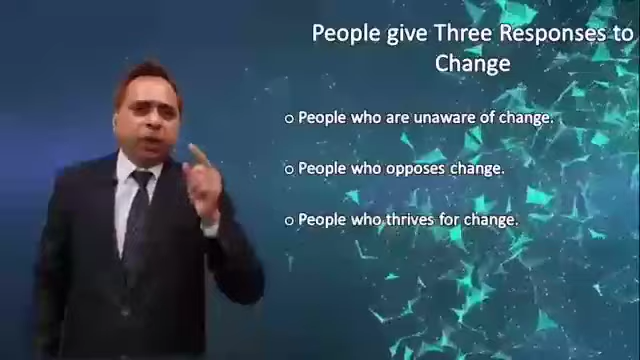 People give Three Responses to
Change
o People who are unaware of change.
o People who opposes change.
o People who thrives for change.